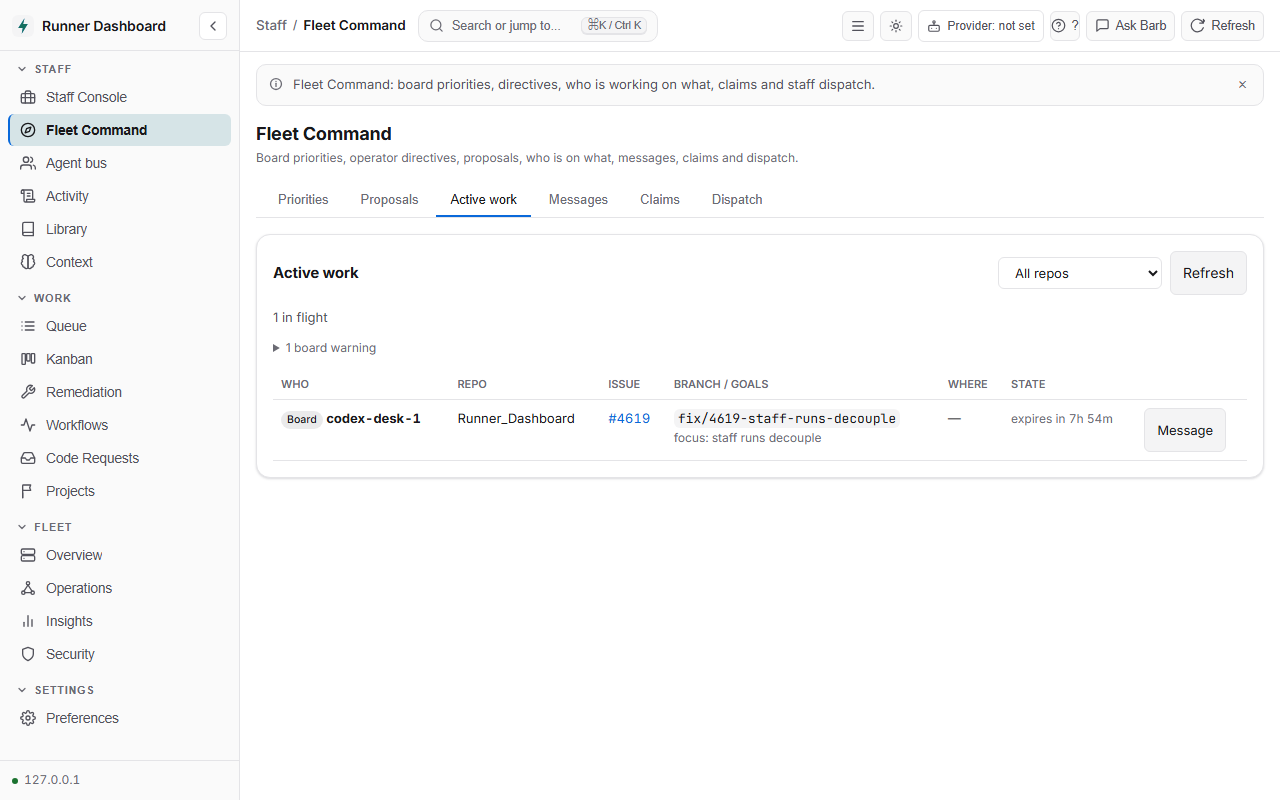 Runner Dashboard
STAFF
Staff Console
Fleet Command
Agent bus
Activity
Library
Context
WORK
Queue
Kanban
Remediation
Workflows
Code Requests
Projects
FLEET
Overview
Operations
Insights
Security
SETTINGS
Preferences
127.0.0.1
Staff / Fleet Command
Search or jump to... ⌘K / Ctrl K
Provider: not set
?
Ask Barb
Refresh
Fleet Command: board priorities, directives, who is working on what, claims and staff dispatch.
Fleet Command
Board priorities, operator directives, proposals, who is on what, messages, claims and dispatch.
Priorities Proposals Active work Messages Claims Dispatch
Active work
All repos
Refresh
1 in flight
1 board warning
WHO REPO ISSUE BRANCH / GOALS WHERE STATE
Board codex-desk-1 Runner_Dashboard #4619 fix/4619-staff-runs-decouple — expires in 7h 54m Message
focus: staff runs decouple